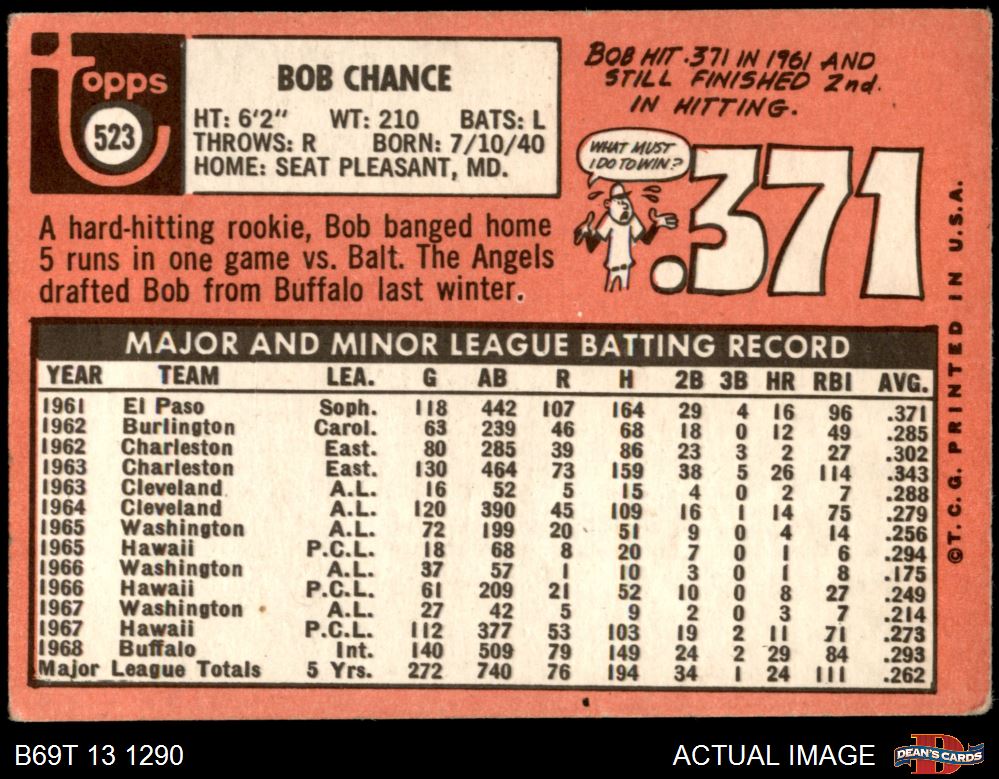 topps
523
BOB CHANCE
HT: 6'2" WT: 210 BATS: L
THROWS: R BORN: 7/10/40
HOME: SEAT PLEASANT, MD.
BOB HIT .371 IN 1961 AND
STILL FINISHED 2nd.
IN HITTING.
WHAT MUST
I DO TO WIN?
.371
A hard-hitting rookie, Bob banged home
5 runs in one game vs. Balt. The Angels
drafted Bob from Buffalo last winter.
MAJOR AND MINOR LEAGUE BATTING RECORD
YEAR TEAM LEA. G AB R H 2B 3B HR RBI AVG.
1961 El Paso Soph. 118 442 107 164 29 4 16 96 .371
1962 Burlington Carol. 63 239 46 68 18 0 12 49 .285
1962 Charleston East. 80 285 39 86 23 3 2 27 .302
1963 Charleston East. 130 464 73 159 38 5 26 114 .343
1963 Cleveland A.L. 16 52 5 15 4 0 2 7 .288
1964 Cleveland A.L. 120 390 45 109 16 1 14 75 .279
1965 Washington A.L. 72 199 20 51 9 0 4 14 .256
1965 Hawaii P.C.L. 18 68 8 20 7 0 1 6 .294
1966 Washington A.L. 37 57 1 10 3 0 1 8 .175
1966 Hawaii P.C.L. 61 209 21 52 10 0 8 27 .249
1967 Washington A.L. 27 42 5 9 2 0 3 7 .214
1967 Hawaii P.C.L. 112 377 53 103 19 2 11 71 .273
1968 Buffalo Int. 140 509 79 149 24 2 29 84 .293
Major League Totals 5 Yrs. 272 740 76 194 34 1 24 111 .262
©T.C.G. PRINTED IN U.S.A.
B69T 13 1290
ACTUAL IMAGE
D
DEAN'S CARDS